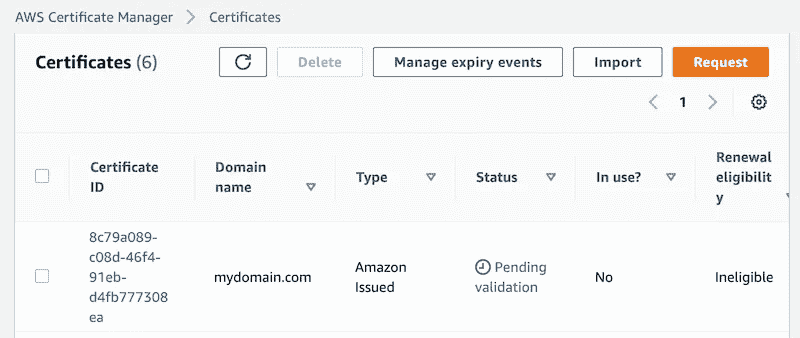 AWS Certificate Manager > Certificates
Certificates (6) Delete Manage expiry events Import Request
1
Certificate ID Domain name Type Status In use? Renewal eligibility
8c79a089-c08d-46f4-91eb-d4fb777308ea mydomain.com Amazon Issued Pending validation No Ineligible